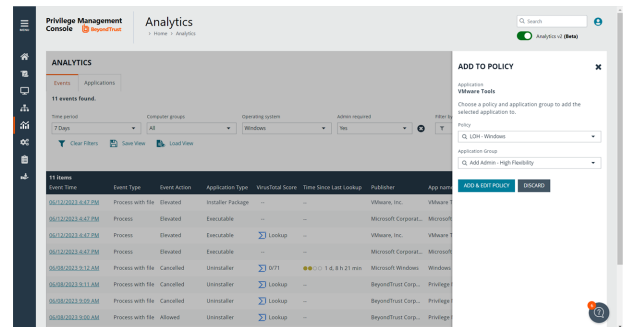 Privilege Management
Console BeyondTrust
Analytics
Home > Analytics
Search
Analytics v2 (Beta)
MENU
ANALYTICS
Events Applications
11 events found.
Time period Computer groups Operating system Admin required Filter by
7 Days All Windows Yes
Clear Filters Save View Load View
11 items
Event Time Event Type Event Action Application Type VirusTotal Score Time Since Last Lookup Publisher App name
06/12/2023 4:47 PM Process with file Elevated Installer Package -- -- VMware, Inc. VMware T
06/12/2023 4:47 PM Process Elevated Executable -- -- Microsoft Corporat... Microsoft
06/12/2023 4:47 PM Process Elevated Executable Lookup -- VMware, Inc. VMware T
06/12/2023 4:47 PM Process Elevated Executable -- -- Microsoft Corporat... Microsoft
06/08/2023 9:12 AM Process with file Cancelled Uninstaller 0/71 1 d, 8 h 21 min Microsoft Windows Windows
06/08/2023 9:11 AM Process with file Cancelled Uninstaller Lookup -- BeyondTrust Corp... Privilege
06/08/2023 9:09 AM Process with file Cancelled Uninstaller Lookup -- BeyondTrust Corp... Privilege
06/08/2023 9:00 AM Process with file Allowed Uninstaller Lookup -- BeyondTrust Corp... Privilege
ADD TO POLICY
Application
VMware Tools
Choose a policy and application group to add the
selected application to.
Policy
LOH - Windows
Application Group
Add Admin - High Flexibility
ADD & EDIT POLICY DISCARD